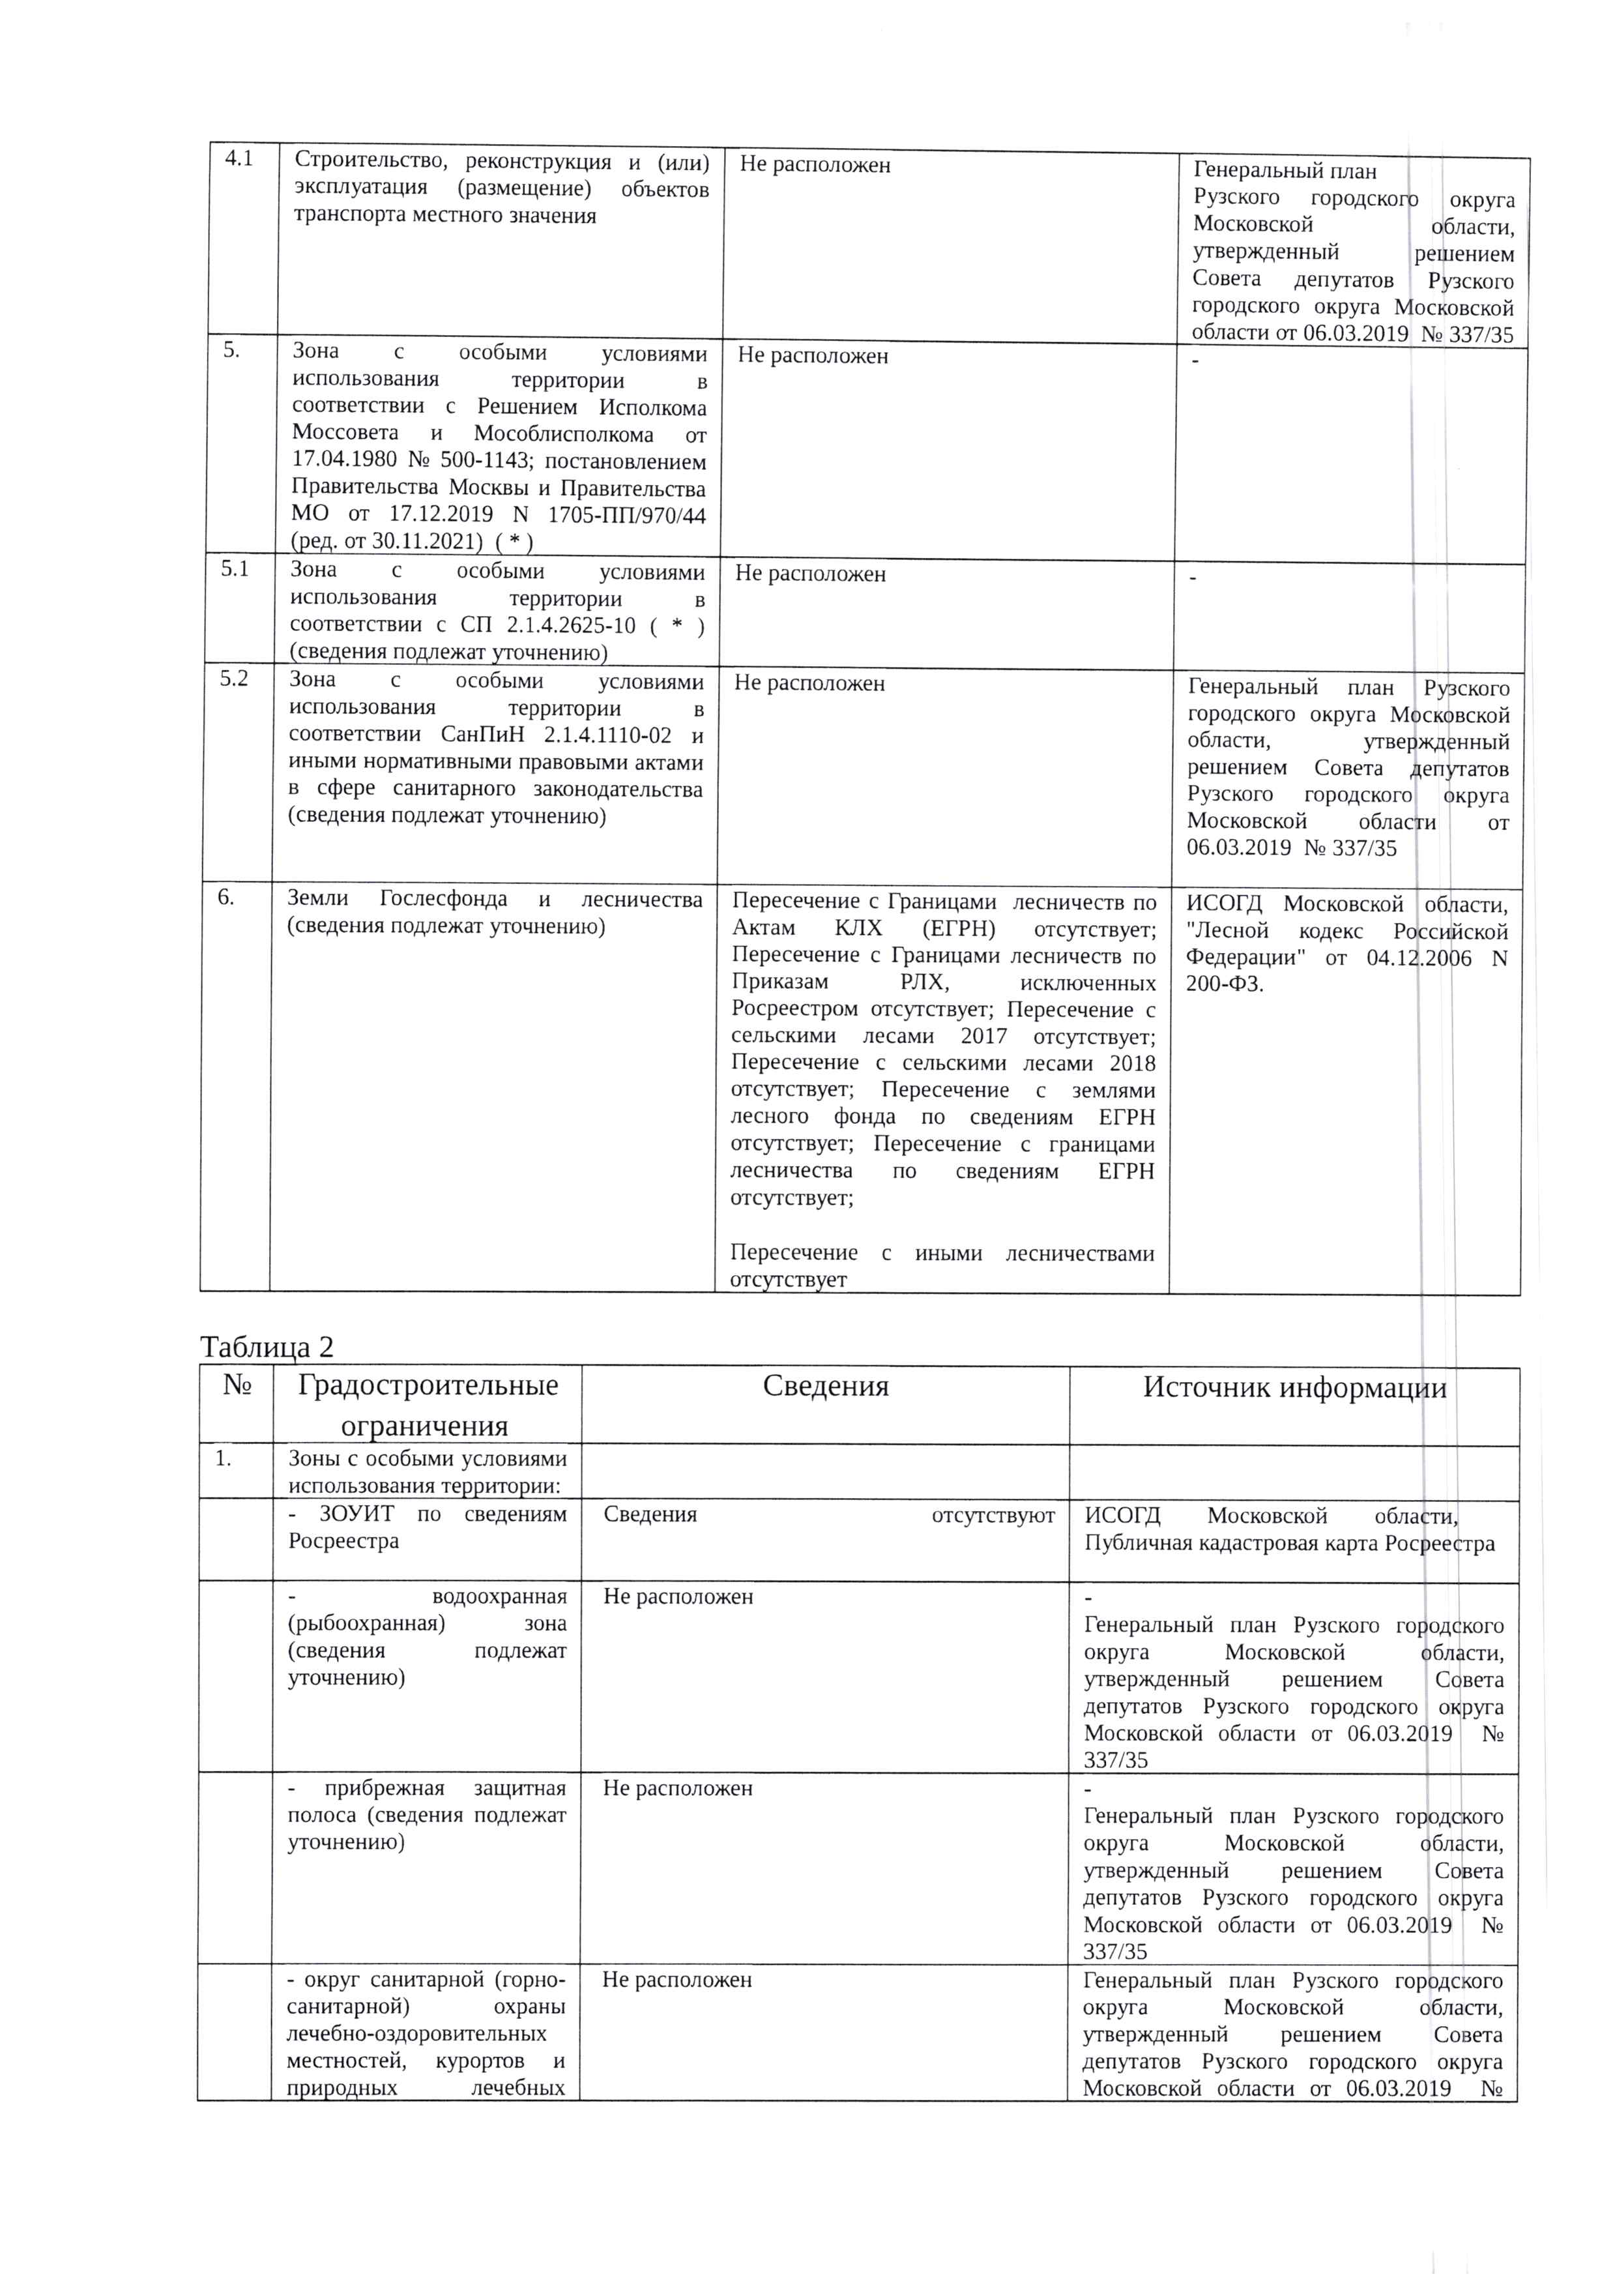 4.1
Строительство, реконструкция и (или)
эксплуатация (размещение) объектов
транспорта местного значения
Не расположен
Генеральный план
Рузского городского округа
Московской области,
утвержденный решением
Совета депутатов Рузского
городского округа Московской
области от 06.03.2019 № 337/35
5.
Зона с особыми условиями
использования территории в
соответствии с Решением Исполкома
Моссовета и Мособлисполкома от
17.04.1980 № 500-1143; постановлением
Правительства Москвы и Правительства
МО от 17.12.2019 N 1705-ПП/970/44
(ред. от 30.11.2021) ( * )
Не расположен
-
5.1
Зона с особыми условиями
использования территории в
соответствии с СП 2.1.4.2625-10 ( * )
(сведения подлежат уточнению)
Не расположен
-
5.2
Зона с особыми условиями
использования территории в
соответствии СанПиН 2.1.4.1110-02 и
иными нормативными правовыми актами
в сфере санитарного законодательства
(сведения подлежат уточнению)
Не расположен
Генеральный план Рузского
городского округа Московской
области, утвержденный
решением Совета депутатов
Рузского городского округа
Московской области от
06.03.2019 № 337/35
6.
Земли Гослесфонда и лесничества
(сведения подлежат уточнению)
Пересечение с Границами лесничеств по
Актам КЛХ (ЕГРН) отсутствует;
Пересечение с Границами лесничеств по
Приказам РЛХ, исключенных
Росреестром отсутствует; Пересечение с
сельскими лесами 2017 отсутствует;
Пересечение с сельскими лесами 2018
отсутствует; Пересечение с землями
лесного фонда по сведениям ЕГРН
отсутствует; Пересечение с границами
лесничества по сведениям ЕГРН
отсутствует;
Пересечение с иными лесничествами
отсутствует
ИСОГД Московской области,
"Лесной кодекс Российской
Федерации" от 04.12.2006 N
200-ФЗ.
Таблица 2
№
Градостроительные
ограничения
Сведения
Источник информации
1.
Зоны с особыми условиями
использования территории:
- ЗОУИТ по сведениям
Росреестра
Сведения отсутствуют
ИСОГД Московской области,
Публичная кадастровая карта Росреестра
- водоохранная
(рыбоохранная) зона
(сведения подлежат
уточнению)
Не расположен
-
Генеральный план Рузского городского
округа Московской области,
утвержденный решением Совета
депутатов Рузского городского округа
Московской области от 06.03.2019 №
337/35
- прибрежная защитная
полоса (сведения подлежат
уточнению)
Не расположен
-
Генеральный план Рузского городского
округа Московской области,
утвержденный решением Совета
депутатов Рузского городского округа
Московской области от 06.03.2019 №
337/35
- округ санитарной (горно-
санитарной) охраны
лечебно-оздоровительных
местностей, курортов и
природных лечебных
Не расположен
Генеральный план Рузского городского
округа Московской области,
утвержденный решением Совета
депутатов Рузского городского округа
Московской области от 06.03.2019 №